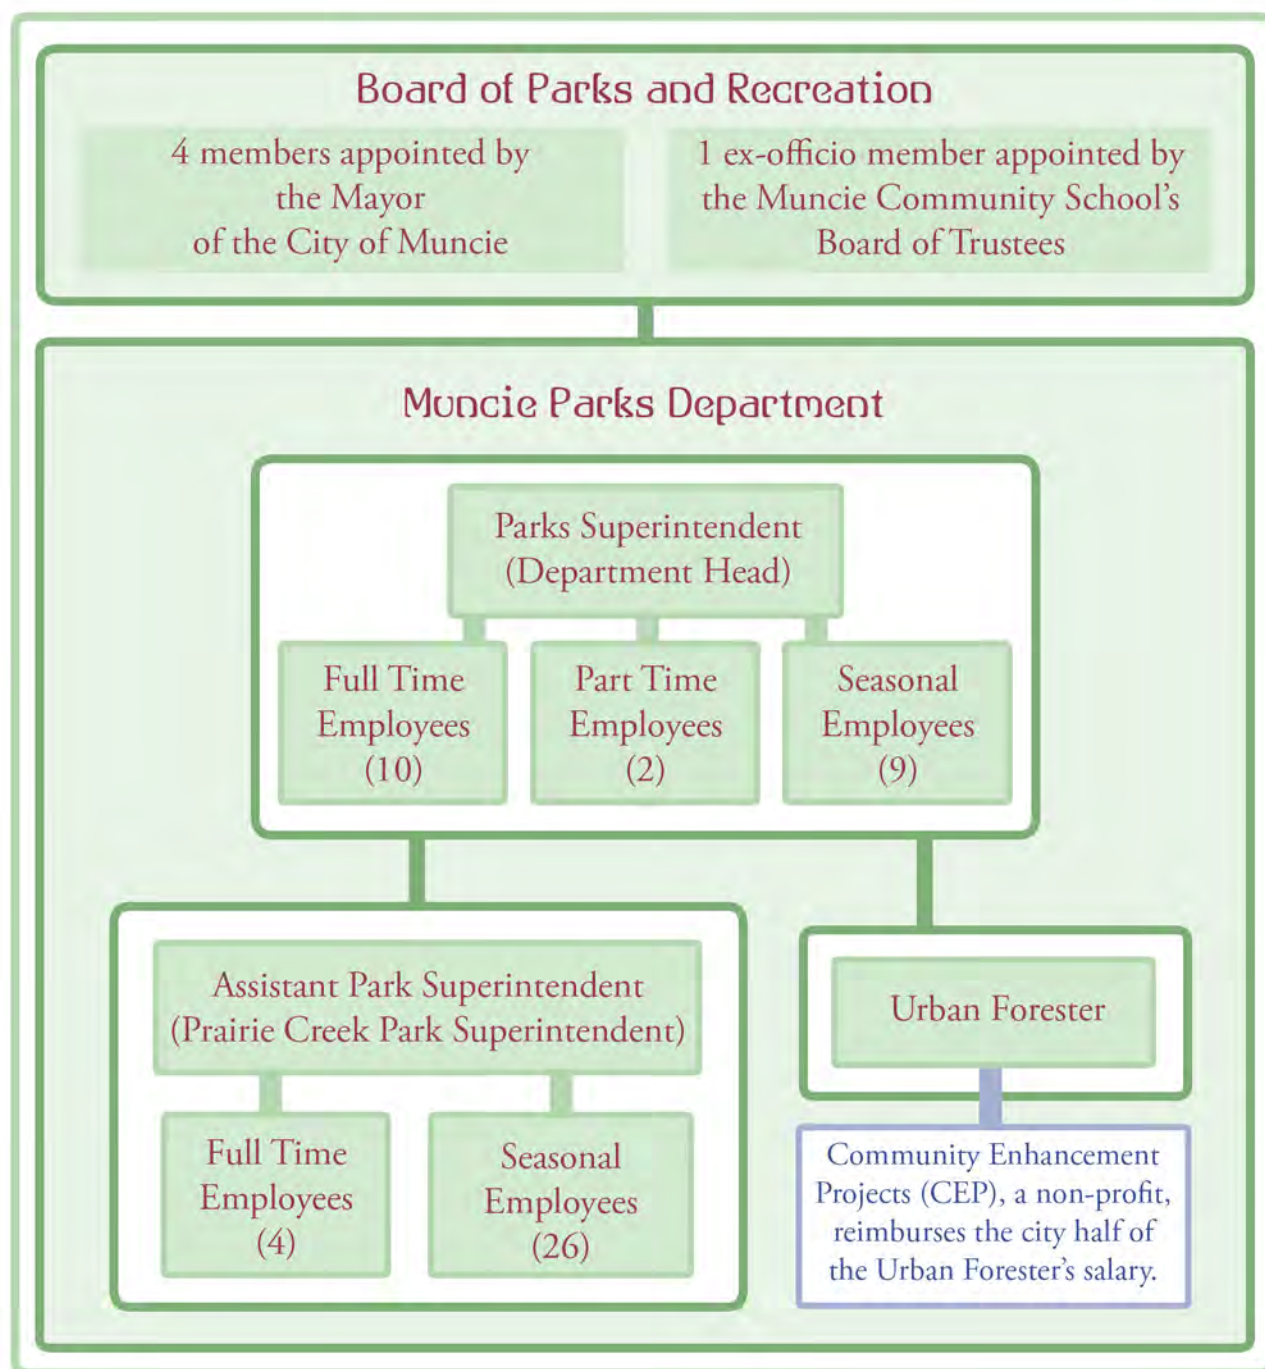 Board of Parks and Recreation
4 members appointed by
the Mayor
of the City of Muncie
1 ex-officio member appointed by
the Muncie Community School's
Board of Trustees
Muncie Parks Department
Parks Superintendent
(Department Head)
Full Time
Employees
(10)
Part Time
Employees
(2)
Seasonal
Employees
(9)
Assistant Park Superintendent
(Prairie Creek Park Superintendent)
Full Time
Employees
(4)
Seasonal
Employees
(26)
Urban Forester
Community Enhancement
Projects (CEP), a non-profit,
reimburses the city half of
the Urban Forester's salary.